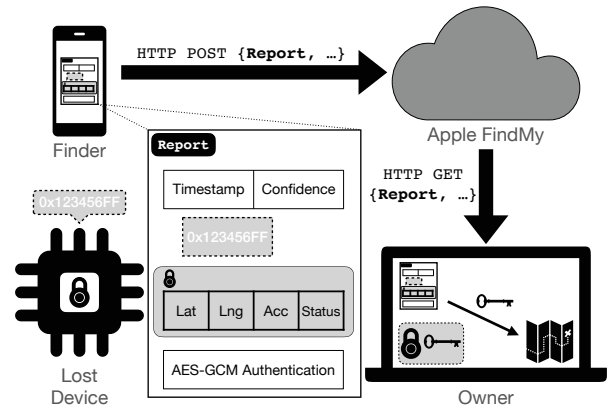 HTTP POST {Report, …}
Finder
Apple FindMy
HTTP GET
{Report, …}
Report
Timestamp
Confidence
0x123456FF
0x123456FF
Lat
Lng
Acc
Status
AES-GCM Authentication
Lost
Device
Owner